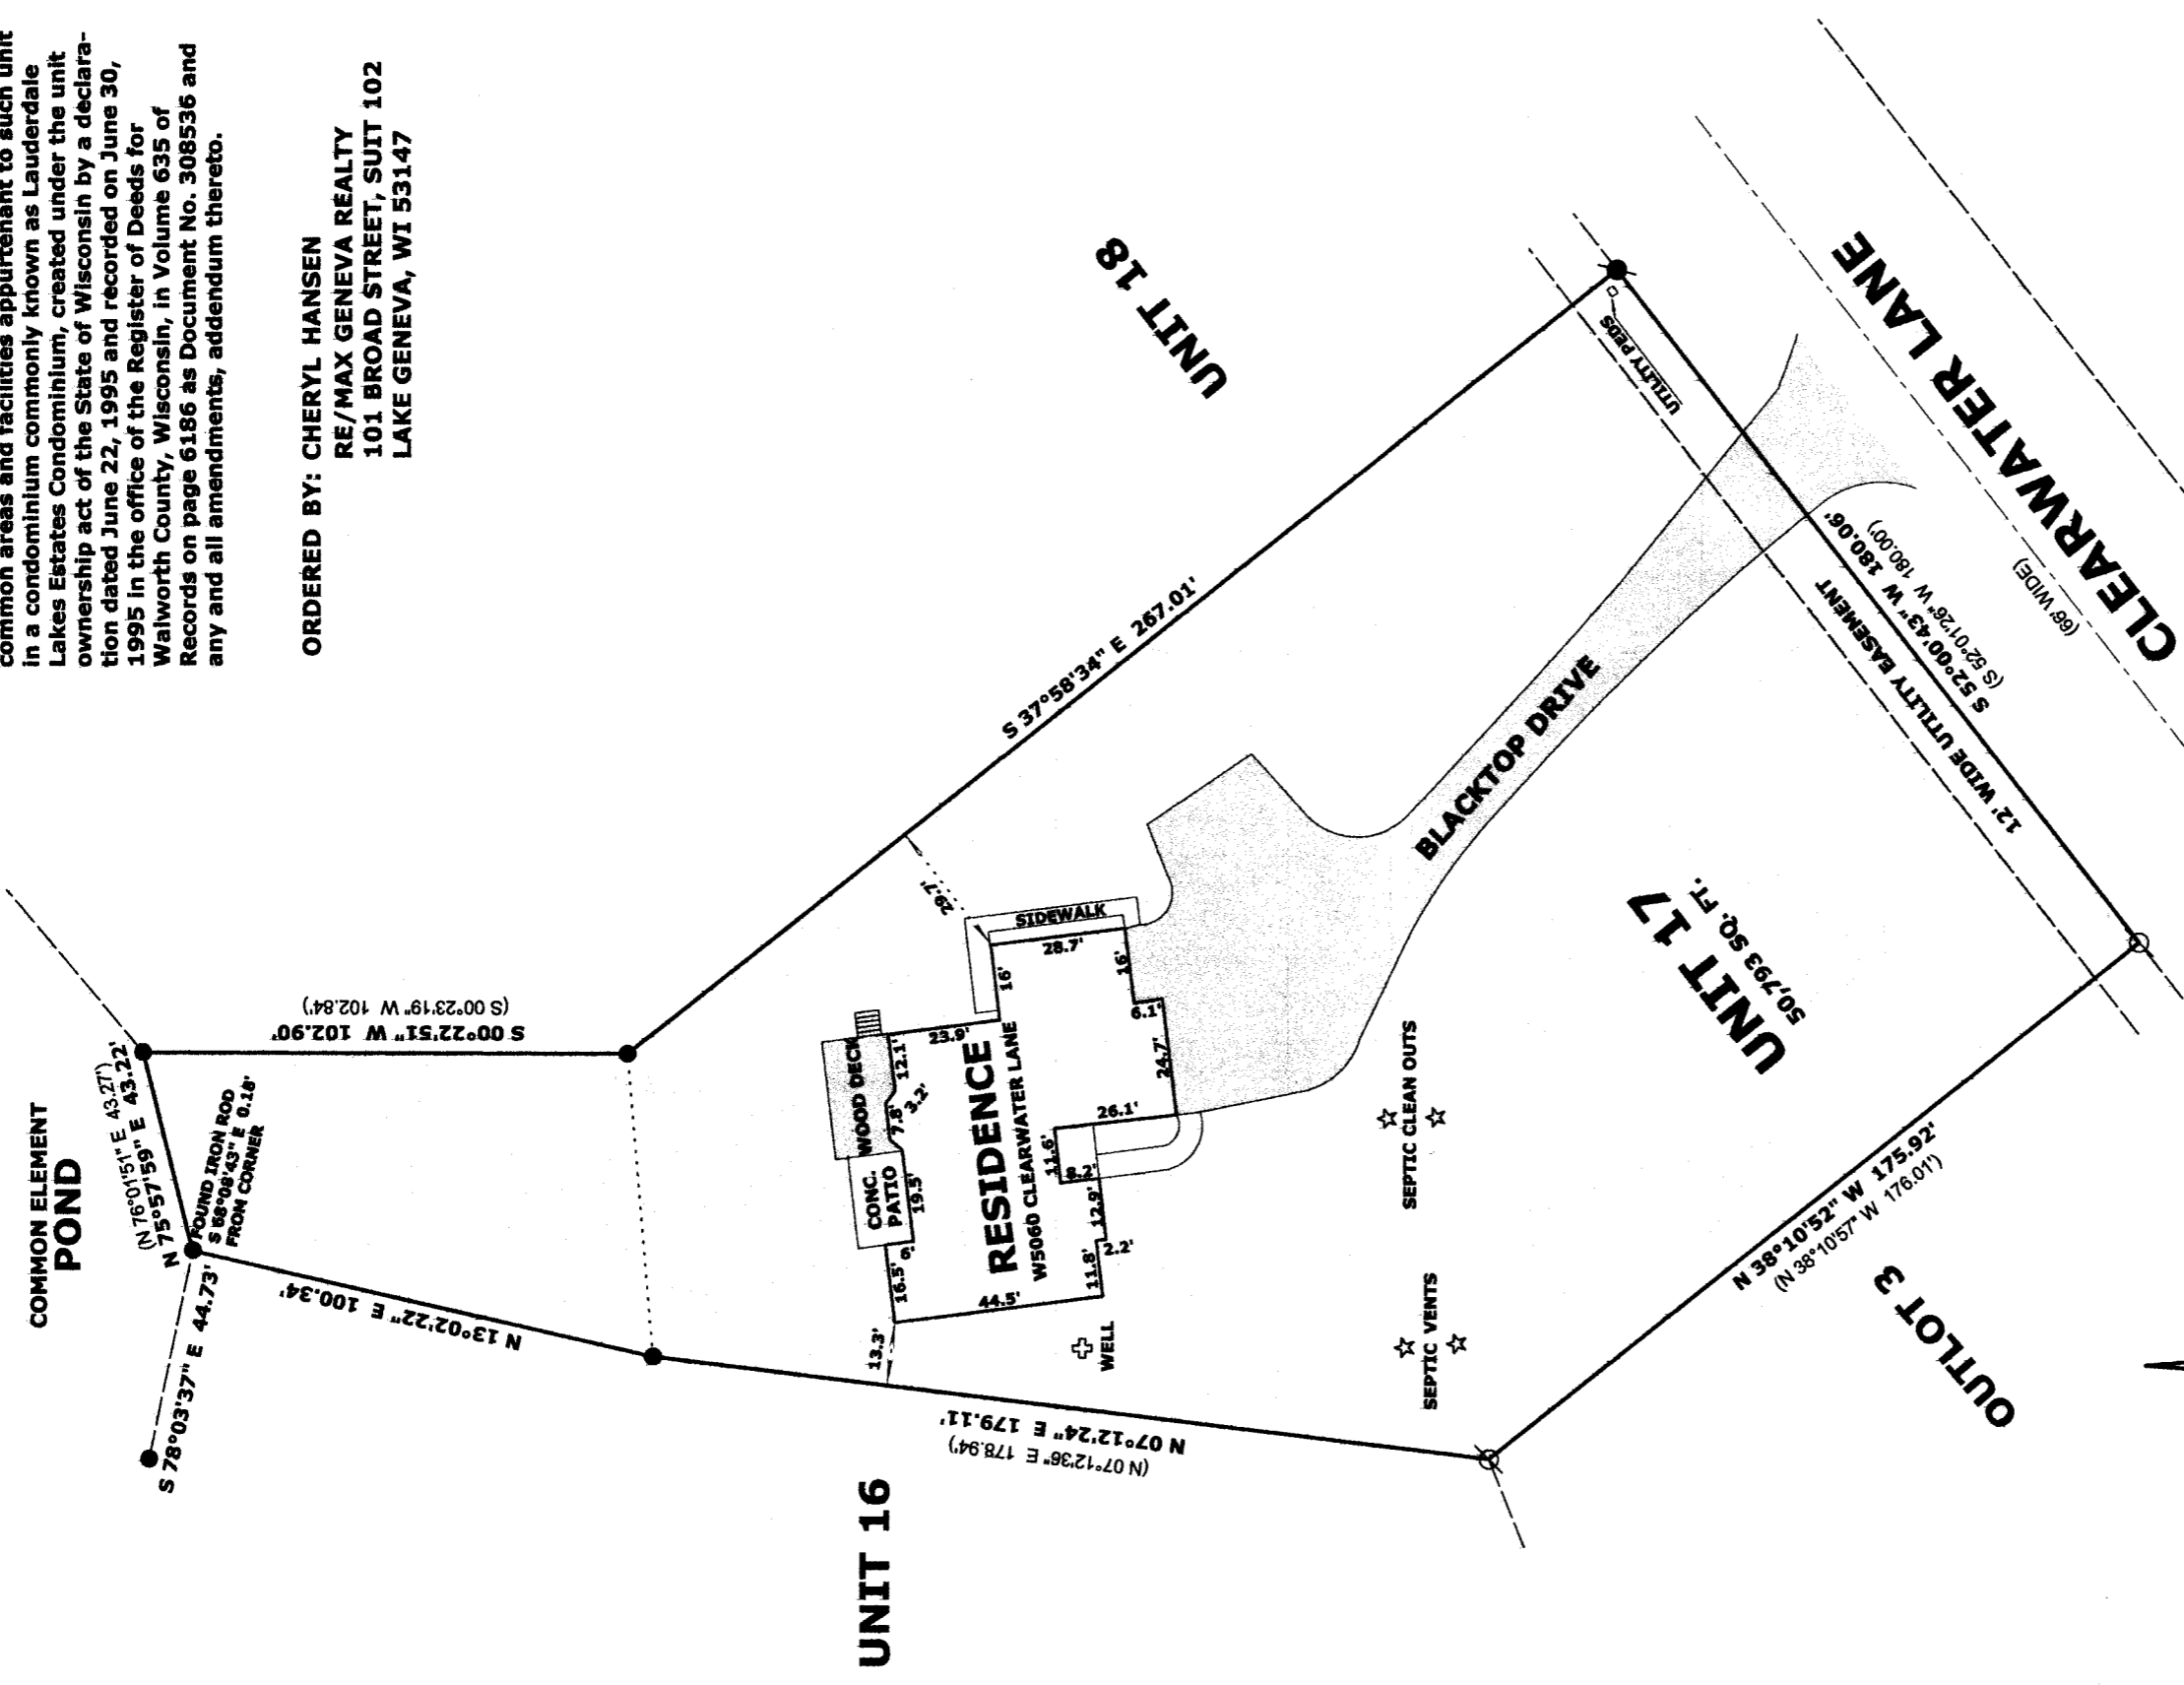 common areas and facilities appurtenant to such unit
in a condominium commonly known as Lauderdale
Lakes Estates Condominium, created under the unit
ownership act of the State of Wisconsin by a declara-
tion dated June 22, 1995 and recorded on June 30,
1995 in the office of the Register of Deeds for
Walworth County, Wisconsin, in Volume 635 of
Records on page 6186 as Document No. 308536 and
any and all amendments, addendum thereto.
ORDERED BY: CHERYL HANSEN
RE/MAX GENEVA REALTY
101 BROAD STREET, SUIT 102
LAKE GENEVA, WI 53147
COMMON ELEMENT
POND
(N 76°01'51" E 43.27')
N 75°57'59" E 43.22'
FOUND IRON ROD
S 68°08'43" E 0.18'
FROM CORNER
S 78°03'37" E 44.73'
(S 00°23'19" W 102.84')
S 00°22'51" W 102.90'
N 13°02'22" E 100.34'
UNIT 16
N 07°12'24" E 179.11'
(N 07°12'36" E 178.94')
UNIT 18
S 37°58'34" E 267.01'
29.7'
SIDEWALK
28.7'
16'
16'
6.1'
24.7'
23.9'
12.1'
3.2'
7.8'
WOOD DECK
CONC.
PATIO
19.5'
6'
16.5'
13.3'
44.5'
RESIDENCE
W5060 CLEARWATER LANE
26.1'
11.6'
8.2'
12.9'
2.2'
11.8'
WELL
SEPTIC CLEAN OUTS
SEPTIC VENTS
BLACKTOP DRIVE
UNIT 17
50,793 SQ. FT.
UTILITY PEDS
12' WIDE UTILITY EASEMENT
S 52°00'43" W 180.06'
(S 52°01'26" W 180.00')
(66' WIDE)
CLEARWATER LANE
N 38°10'52" W 175.92'
(N 38°10'57" W 176.01')
OUTLOT 3